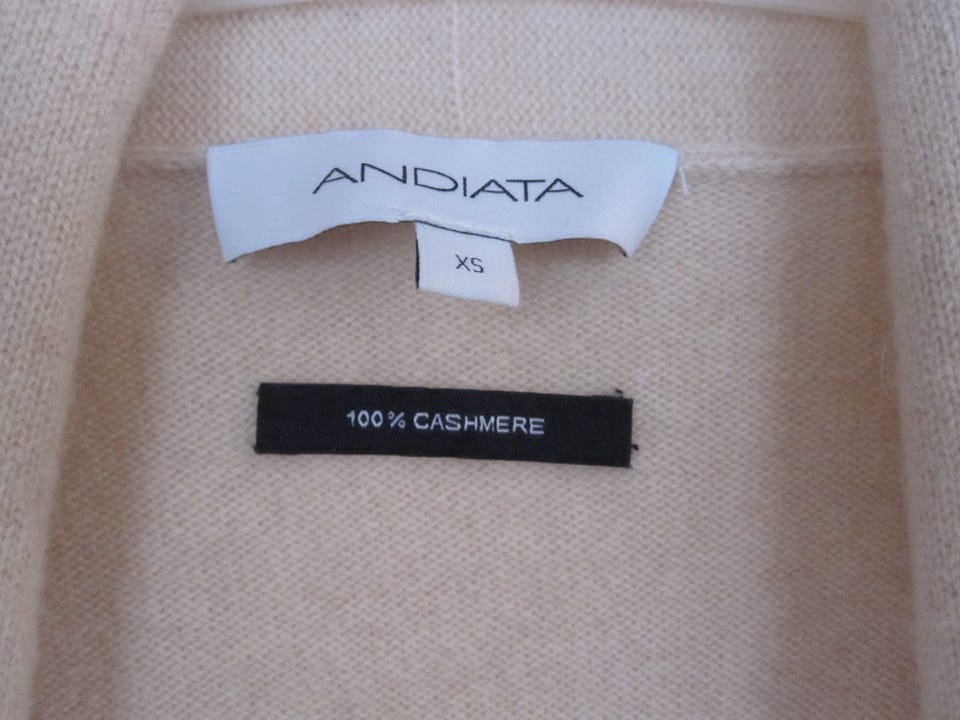 ANDIATA
XS
100% CASHMERE